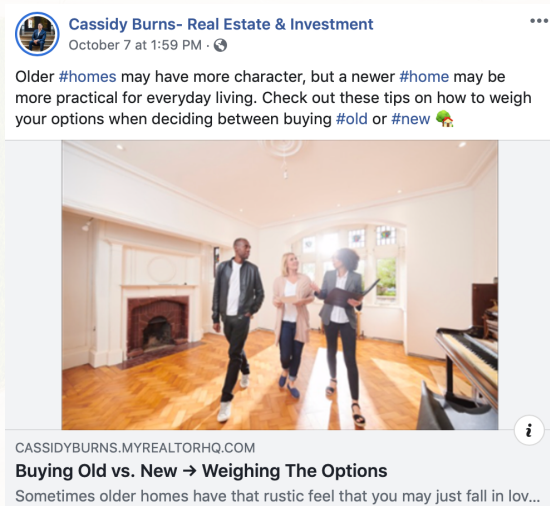 Cassidy Burns- Real Estate & Investment
October 7 at 1:59 PM ·
Older #homes may have more character, but a newer #home may be
more practical for everyday living. Check out these tips on how to weigh
your options when deciding between buying #old or #new 🏡
CASSIDYBURNS.MYREALTORHQ.COM
Buying Old vs. New → Weighing The Options
Sometimes older homes have that rustic feel that you may just fall in lov...